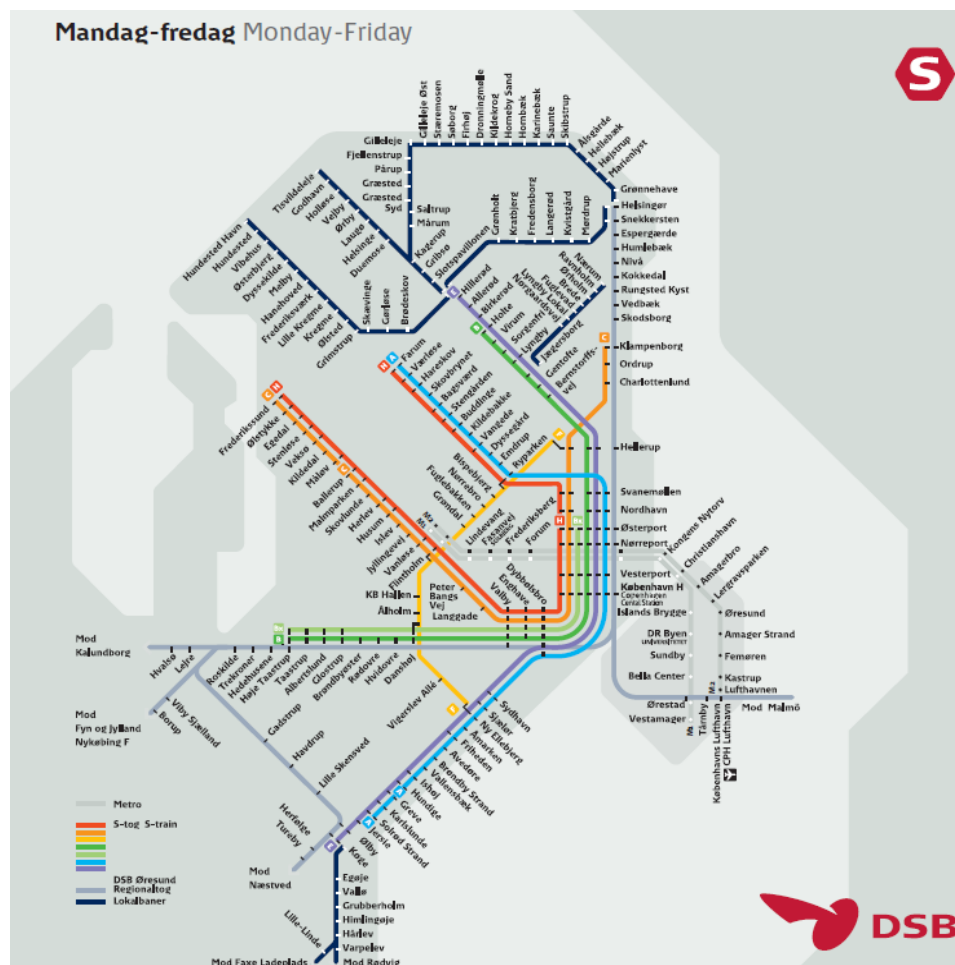 Mandag-fredag Monday-Friday
S
Gilleleje Øst
Stæremosen
Søborg
Firhøj
Dronningmølle
Kildekrog
Horneby Sand
Hornbæk
Karinebæk
Saunte
Skibstrup
Ålsgårde
Hellebæk
Højstrup
Marienlyst
Gilleleje
Fjellenstrup
Pårup
Græsted
Græsted
Syd
Saltrup
Mårum
Kagerup
Gribsø
Slotspavillonen
Grønholt
Kratbjerg
Fredensborg
Langerød
Kvistgård
Mørdrup
Grønnehave
Helsingør
Snekkersten
Espergærde
Humlebæk
Nivå
Kokkedal
Rungsted Kyst
Vedbæk
Skodsborg
Klampenborg
Ordrup
Charlottenlund
Hellerup
Svanemøllen
Nordhavn
Østerport
Nørreport
Vesterport
København H
Copenhagen
Central Station
Tisvildeleje
Godhavn
Holløse
Vejby
Ørby
Laugø
Helsinge
Duemose
Hundested Havn
Hundested
Vibehus
Østerbjerg
Dyssekilde
Melby
Hanehoved
Frederiksværk
Lille Kregme
Kregme
Ølsted
Grimstrup
Skævinge
Gørløse
Brødeskov
Hillerød
Allerød
Birkerød
Holte
Virum
Sorgenfri
Lyngby
Jægersborg
Gentofte
Bernstorffs-
vej
Nærum
Ravnholm
Ørholm
Brede
Fuglevad
Lyngby Lokal
Nørgaardsvej
Farum
Værløse
Hareskov
Skovbrynet
Bagsværd
Stengården
Buddinge
Kildebakke
Vangede
Dyssegård
Emdrup
Ryparken
Bispebjerg
Nørrebro
Fuglebakken
Grøndal
Frederikssund
Ølstykke
Egedal
Stenløse
Veksø
Kildedal
Måløv
Ballerup
Malmparken
Skovlunde
Herlev
Husum
Islev
Jyllingevej
Vanløse
Flintholm
KB Hallen
Ålholm
Peter
Bangs
Vej
Langgade
Valby
Enghave
Dybbølsbro
M2
M1
Lindevang
Fasanvej
Frederiksberg
Forum
Kongens Nytorv
Christianshavn
Amagerbro
Lergravsparken
Øresund
Amager Strand
Femøren
Kastrup
Lufthavnen
Islands Brygge
DR Byen
UNIVERSITETET
Sundby
Bella Center
Ørestad
Vestamager
M1
M2
Tårnby
Københavns Lufthavn
CPH Lufthavn
Mod Malmö
Mod
Kalundborg
Hvalsø
Lejre
Roskilde
Trekroner
Hedehusene
Høje Taastrup
Taastrup
Albertslund
Glostrup
Brøndbyøster
Rødovre
Hvidovre
Danshøj
Vigerslev Allé
Mod
Fyn og Jylland
Nykøbing F
Viby Sjælland
Borup
Gadstrup
Havdrup
Lille Skensved
Herfølge
Tureby
Mod
Næstved
Sydhavn
Sjælør
Ny Ellebjerg
Åmarken
Friheden
Avedøre
Brøndby Strand
Vallensbæk
Ishøj
Hundige
Greve
Karlslunde
Solrød Strand
Jersie
Ølby
Køge
Egøje
Vallø
Grubberholm
Himlingøje
Hårlev
Varpelev
Lille-Linde
Mod Faxe Ladeplads
Mod Rødvig
Metro
S-tog S-train
DSB Øresund
Regionaltog
Lokalbaner
DSB